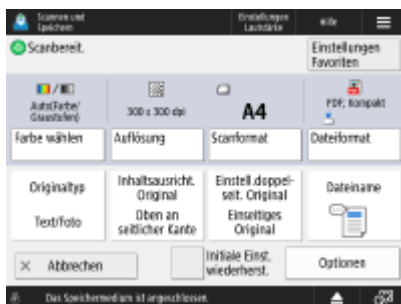 Scannen und
Speichern
Einstellungen
Lautstärke
Hilfe
Scanbereit.
Einstellungen
Favoriten
Auto(Farbe/
Graustufen)
300 x 300 dpi
A4
PDF; Kompakt
Farbe wählen
Auflösung
Scanformat
Dateiformat
Originaltyp
Text/Foto
Inhaltsausricht.
Original
Oben an
seitlicher Kante
Einstell.doppel-
seit. Original
Einseitiges
Original
Dateiname
Abbrechen
Initiale Einst.
wiederherst.
Optionen
Das Speichermedium ist angeschlossen.